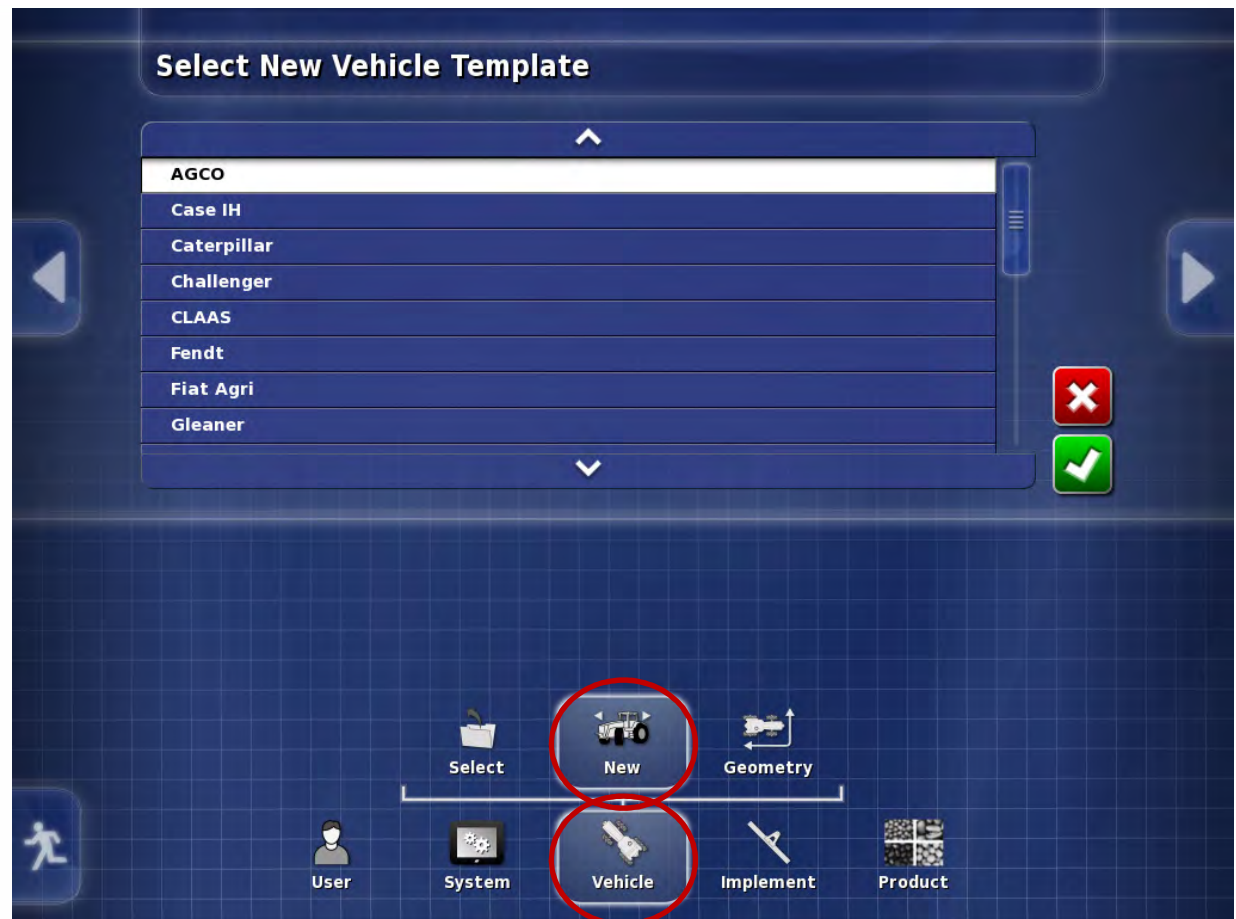 Select New Vehicle Template
AGCO
Case IH
Caterpillar
Challenger
CLAAS
Fendt
Fiat Agri
Gleaner
Select
New
Geometry
User
System
Vehicle
Implement
Product